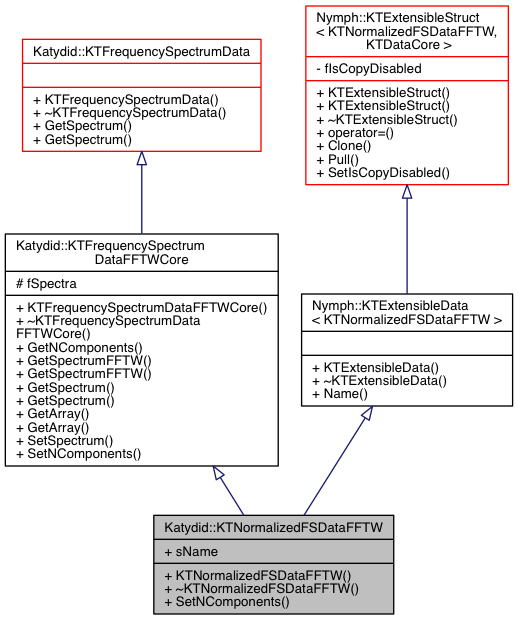 Katydid::KTFrequencySpectrumData
+ KTFrequencySpectrumData()
+ ~KTFrequencySpectrumData()
+ GetSpectrum()
+ GetSpectrum()
Nymph::KTExtensibleStruct
< KTNormalizedFSDataFFTW,
KTDataCore >
- fIsCopyDisabled
+ KTExtensibleStruct()
+ KTExtensibleStruct()
+ ~KTExtensibleStruct()
+ operator=()
+ Clone()
+ Pull()
+ SetIsCopyDisabled()
Katydid::KTFrequencySpectrum
DataFFTWCore
# fSpectra
+ KTFrequencySpectrumDataFFTWCore()
+ ~KTFrequencySpectrumData
FFTWCore()
+ GetNComponents()
+ GetSpectrumFFTW()
+ GetSpectrumFFTW()
+ GetSpectrum()
+ GetSpectrum()
+ GetArray()
+ GetArray()
+ SetSpectrum()
+ SetNComponents()
Nymph::KTExtensibleData
< KTNormalizedFSDataFFTW >
+ KTExtensibleData()
+ ~KTExtensibleData()
+ Name()
Katydid::KTNormalizedFSDataFFTW
+ sName
+ KTNormalizedFSDataFFTW()
+ ~KTNormalizedFSDataFFTW()
+ SetNComponents()